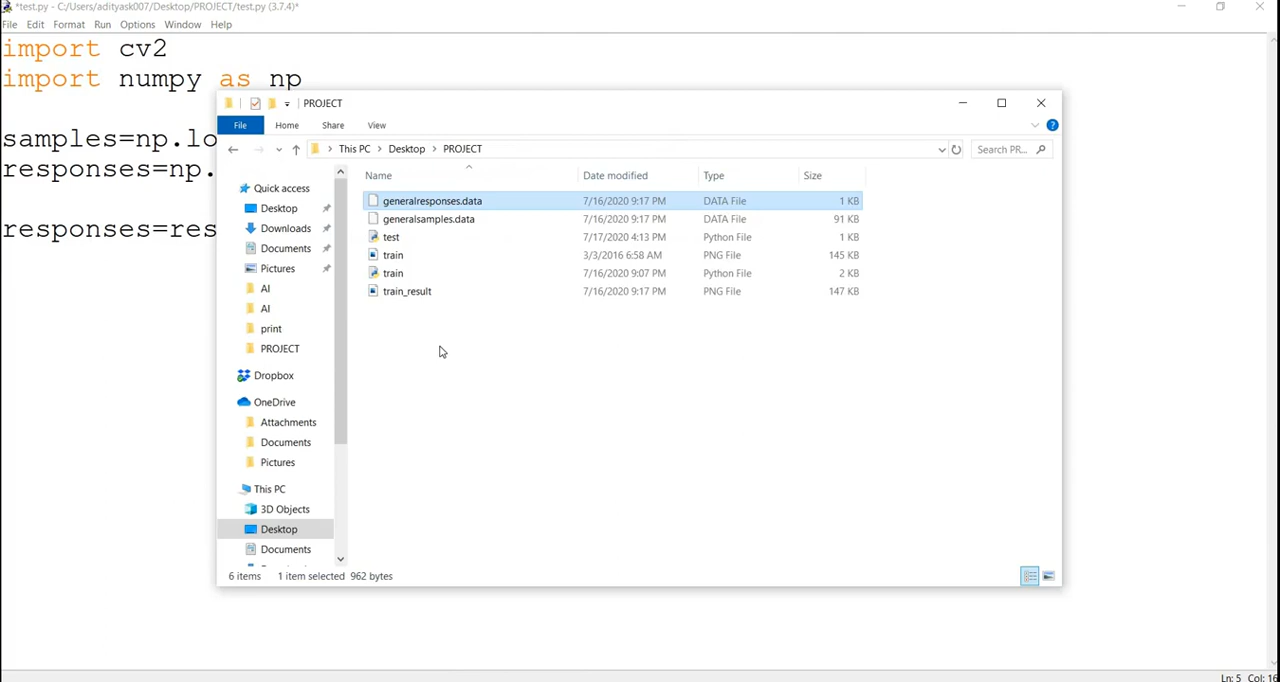 *test.py - C:/Users/adityask007/Desktop/PROJECT/test.py (3.7.4)*
File Edit Format Run Options Window Help
import cv2
import numpy as np
samples=np.lo
responses=np.
responses=res
PROJECT
File Home Share View
This PC > Desktop > PROJECT
Search PR...
Name Date modified Type Size
generalresponses.data 7/16/2020 9:17 PM DATA File 1 KB
generalsamples.data 7/16/2020 9:17 PM DATA File 91 KB
test 7/17/2020 4:13 PM Python File 1 KB
train 3/3/2016 6:58 AM PNG File 145 KB
train 7/16/2020 9:07 PM Python File 2 KB
train_result 7/16/2020 9:17 PM PNG File 147 KB
Quick access
Desktop
Downloads
Documents
Pictures
AI
AI
print
PROJECT
Dropbox
OneDrive
Attachments
Documents
Pictures
This PC
3D Objects
Desktop
Documents
6 items 1 item selected 962 bytes
Ln: 5 Col: 16